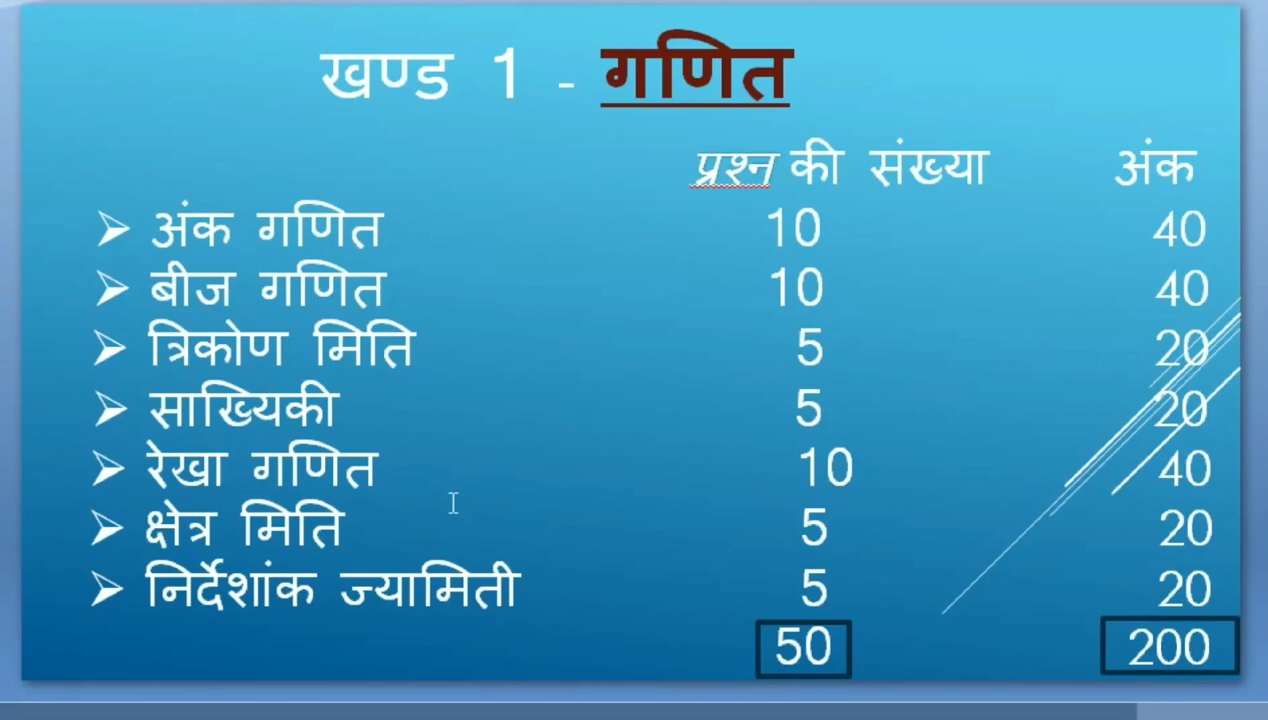 खण्ड 1 - गणित
प्रश्न की संख्या अंक
➢ अंक गणित 10 40
➢ बीज गणित 10 40
➢ त्रिकोण मिति 5 20
➢ साख्यिकी 5 20
➢ रेखा गणित 10 40
➢ क्षेत्र मिति 5 20
➢ निर्देशांक ज्यामिती 5 20
50 200